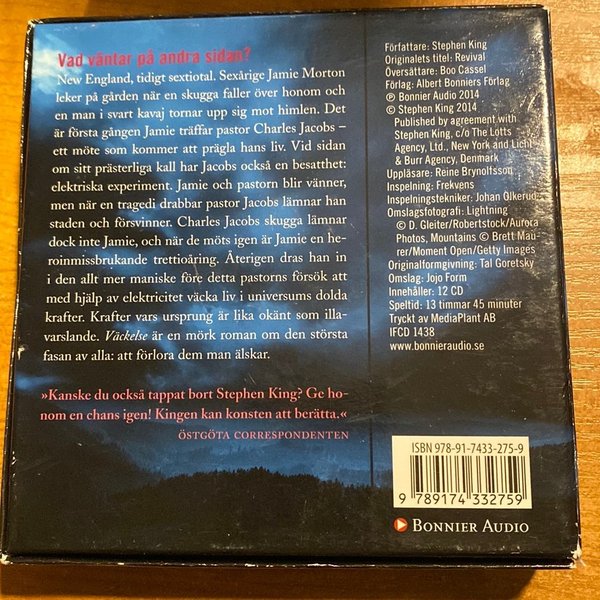 Vad väntar på andra sidan?
New England, tidigt sextiotal. Sexårige Jamie Morton
leker på gården när en skugga faller över honom och
en man i svart kavaj tornar upp sig mot himlen. Det
är första gången Jamie träffar pastor Charles Jacobs –
ett möte som kommer att prägla hans liv. Vid sidan
om sitt prästerliga kall har Jacobs också en besatthet:
elektriska experiment. Jamie och pastorn blir vänner,
men när en tragedi drabbar pastor Jacobs lämnar han
staden och försvinner. Charles Jacobs skugga lämnar
dock inte Jamie, och när de möts igen är Jamie en he-
roinmissbrukande trettioåring. Återigen dras han in
i den allt mer maniske före detta pastorns försök att
med hjälp av elektricitet väcka liv i universums dolda
krafter. Krafter vars ursprung är lika okänt som illa-
varslande. Väckelse är en mörk roman om den största
fasan av alla: att förlora dem man älskar.
»Kanske du också tappat bort Stephen King? Ge ho-
nom en chans igen! Kingen kan konsten att berätta.«
ÖSTGÖTA CORRESPONDENTEN
Författare: Stephen King
Originalets titel: Revival
Översättare: Boo Cassel
Förlag: Albert Bonniers Förlag
℗ Bonnier Audio 2014
© Stephen King 2014
Published by agreement with
Stephen King, c/o The Lotts
Agency, Ltd., New York and Licht
& Burr Agency, Denmark
Uppläsare: Reine Brynolfsson
Inspelning: Frekvens
Inspelningstekniker: Johan Olkerud
Omslagsfotografi: Lightning
© D. Gleiter/Robertstock/Aurora
Photos, Mountains © Brett Mau-
rer/Moment Open/Getty Images
Originalformgivning: Tal Goretsky
Omslag: Jojo Form
Innehåller: 12 CD
Speltid: 13 timmar 45 minuter
Tryckt av MediaPlant AB
IFCD 1438
www.bonnieraudio.se
ISBN 978-91-7433-275-9
9 789174 332759
BONNIER AUDIO